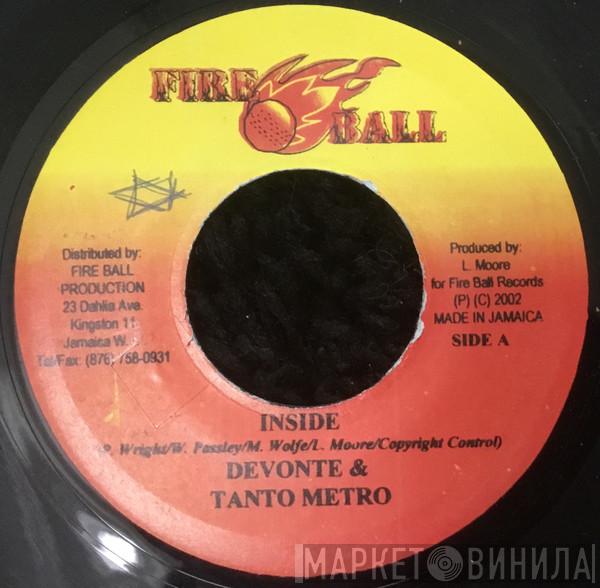 FIRE BALL
Distributed by:
FIRE BALL
PRODUCTION
23 Dahlia Ave.
Kingston 11
Jamaica W.
Tel/Fax: (876) 758-0931
Produced by:
L. Moore
for Fire Ball Records
(P) (C) 2002
MADE IN JAMAICA
SIDE A
INSIDE
Wright/W. Passley/M. Wolfe/L. Moore/Copyright Control)
DEVONTE &
TANTO METRO
МАРКЕТ ВИНИЛА